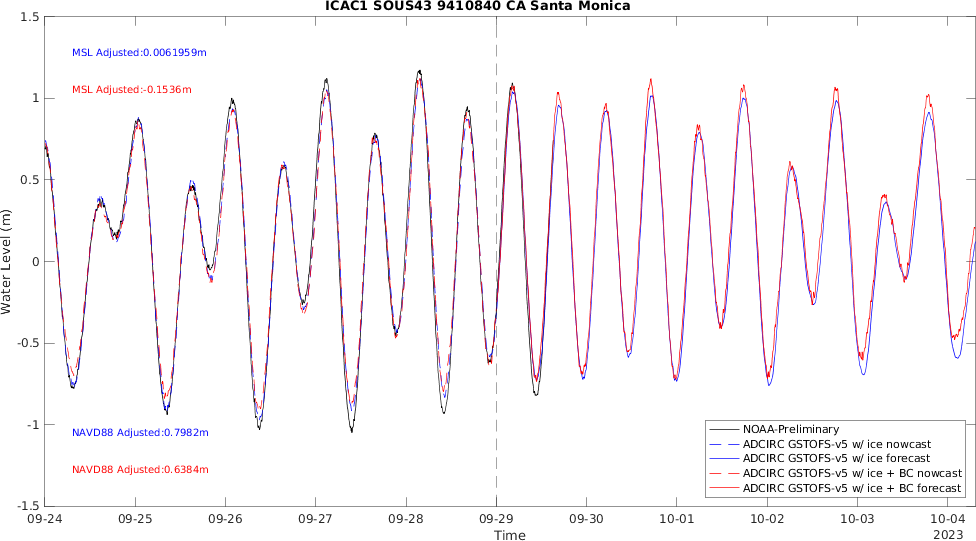 ICAC1 SOUS43 9410840 CA Santa Monica
1.5
MSL Adjusted:0.0061959m
MSL Adjusted:-0.1536m
1
0.5
0
-0.5
-1
-1.5
Water Level (m)
NAVD88 Adjusted:0.7982m
NAVD88 Adjusted:0.6384m
NOAA-Preliminary
ADCIRC GSTOFS-v5 w/ ice nowcast
ADCIRC GSTOFS-v5 w/ ice forecast
ADCIRC GSTOFS-v5 w/ ice + BC nowcast
ADCIRC GSTOFS-v5 w/ ice + BC forecast
09-24 09-25 09-26 09-27 09-28 09-29 09-30 10-01 10-02 10-03 10-04
Time
2023